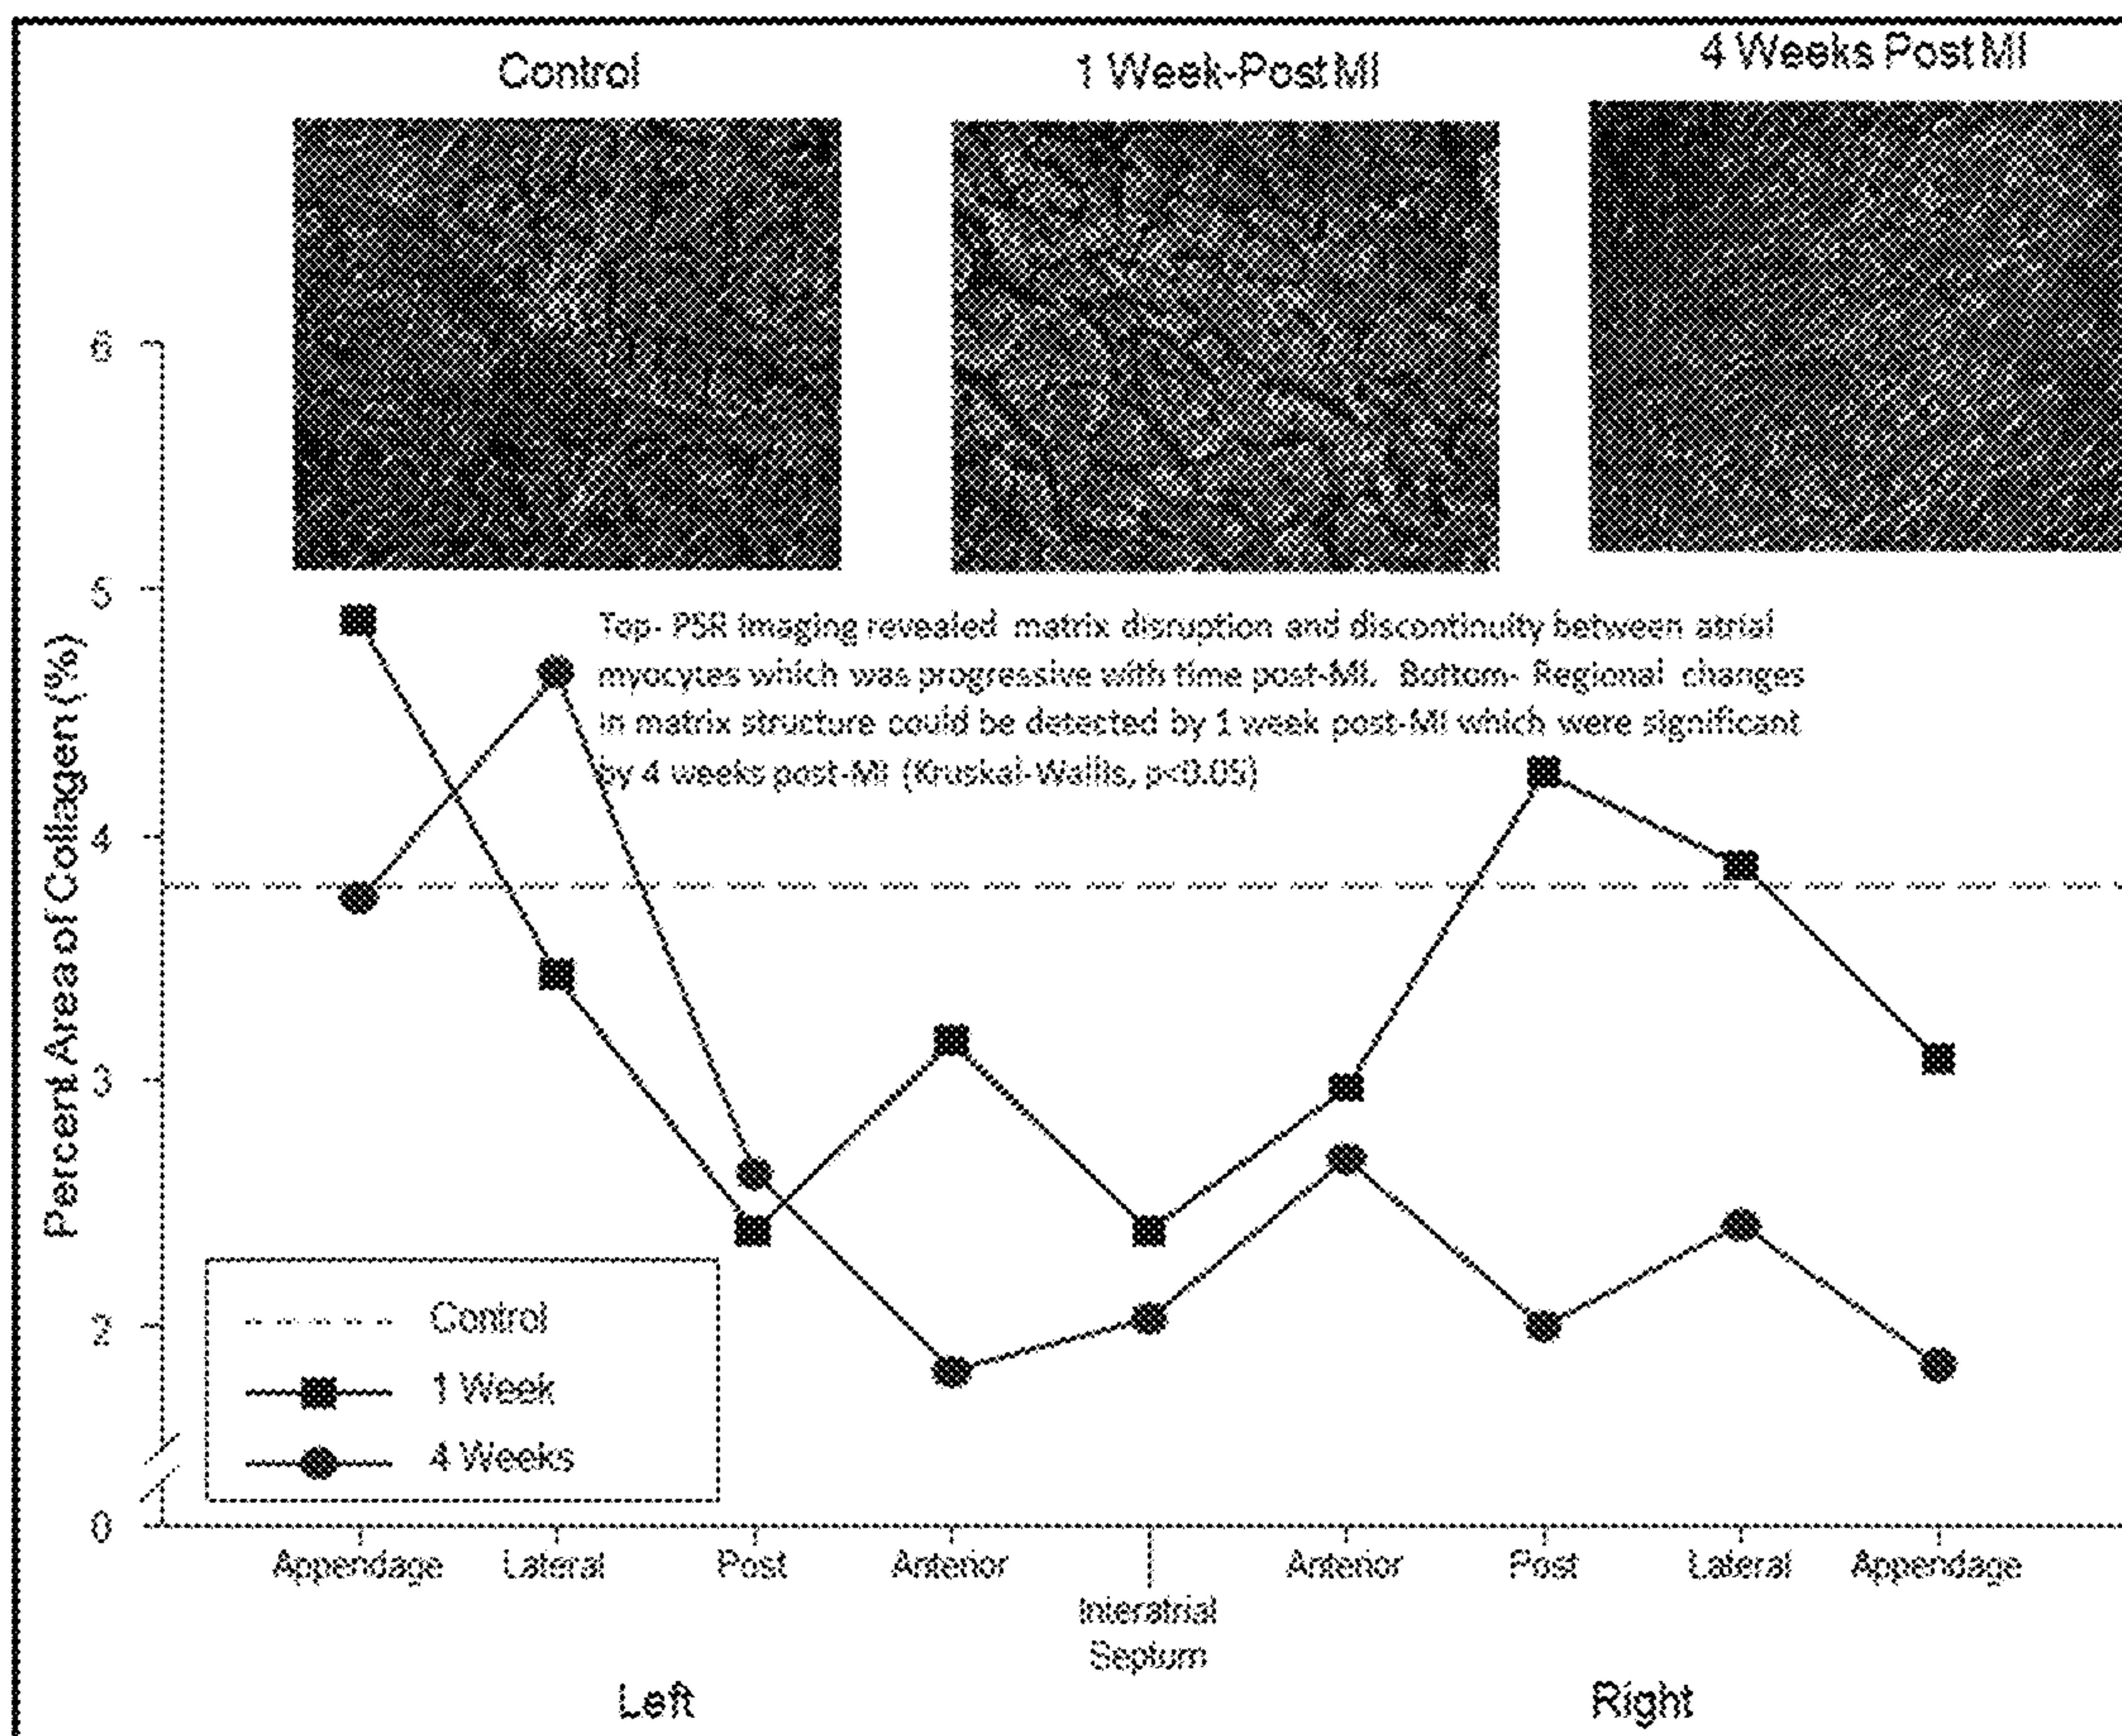 Control
1 Week-Post MI
4 Weeks Post MI
Top- PSR imaging revealed matrix disruption and discontinuity between atrial
myocytes which was progressive with time post-MI. Bottom- Regional changes
in matrix structure could be detected by 1 week post-MI which were significant
by 4 weeks post-MI (Kruskal-Wallis, p<0.05)
Percent Area of Collagen (%)
6
5
4
3
2
0
Control
1 Week
4 Weeks
Appendage
Lateral
Post
Anterior
Interatrial
Septum
Anterior
Post
Lateral
Appendage
Left
Right